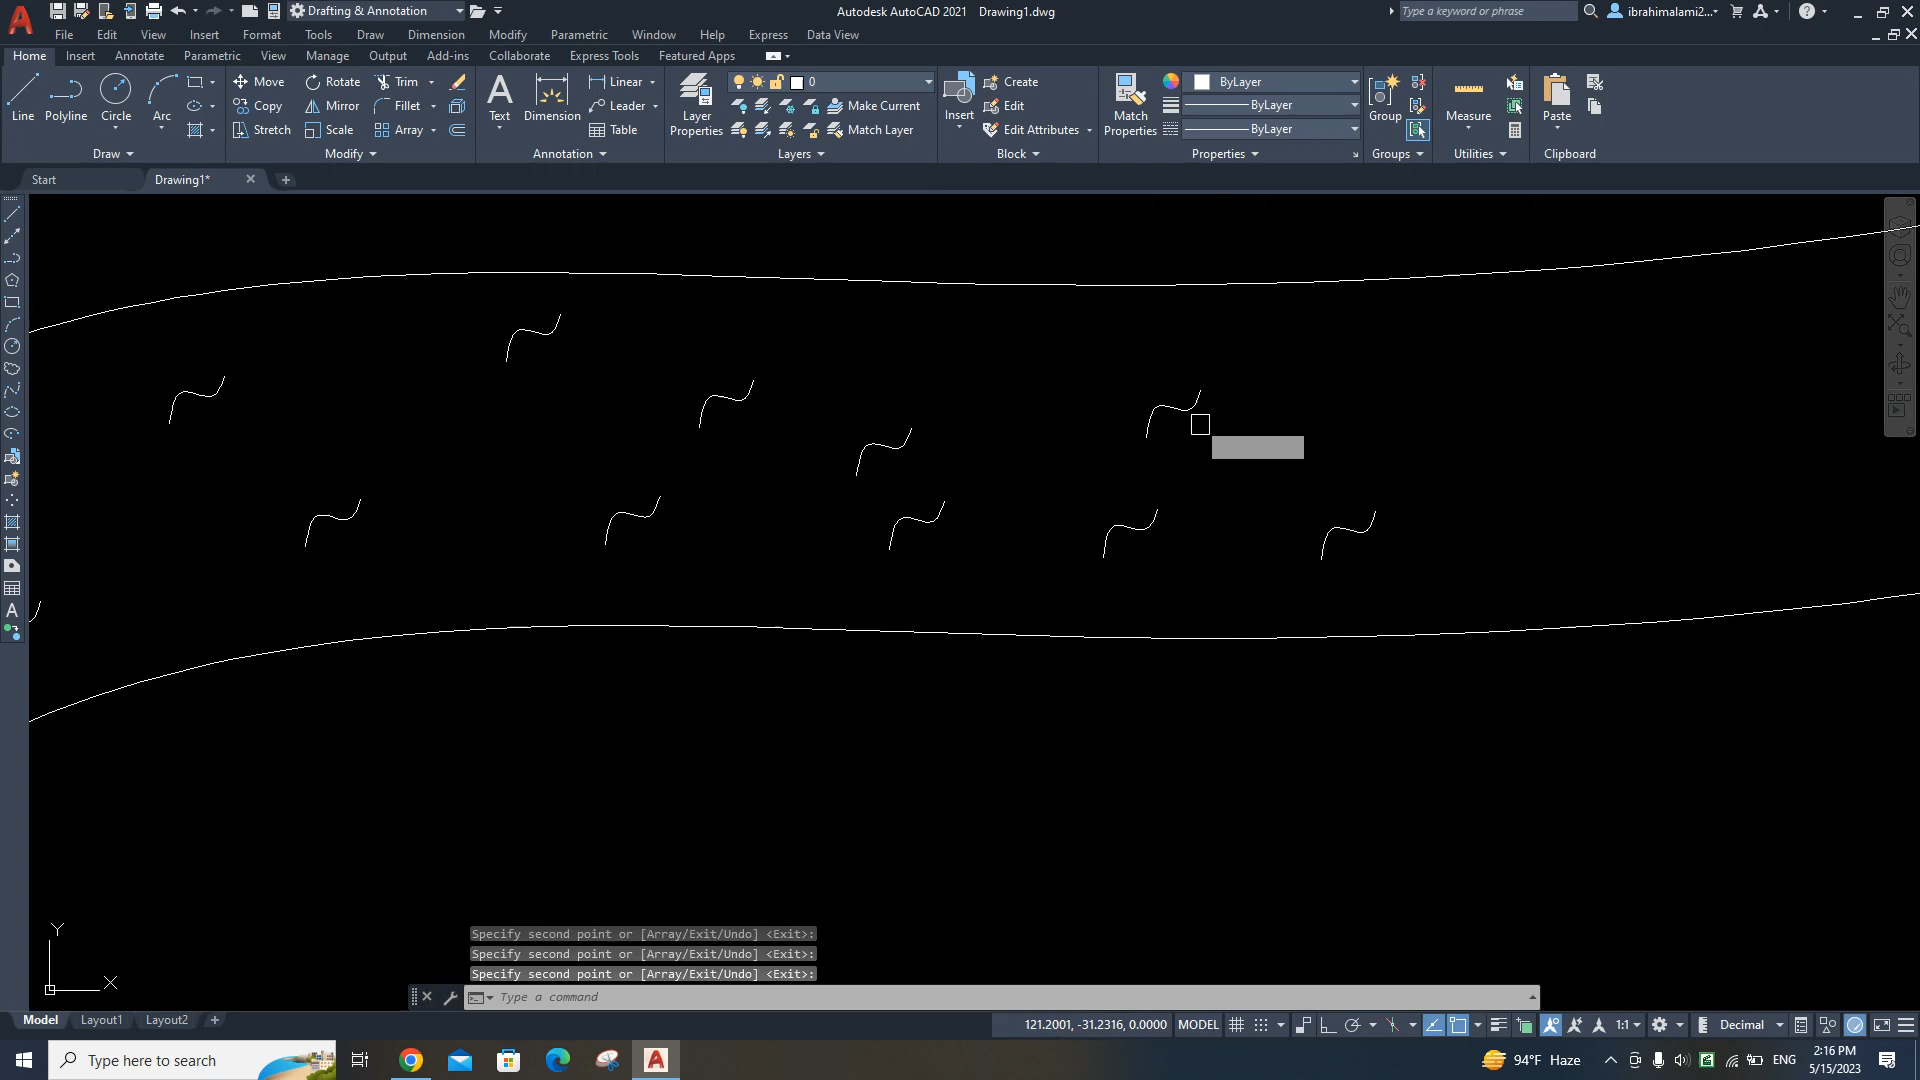 Drafting & Annotation
Autodesk AutoCAD 2021 Drawing1.dwg
Type a keyword or phrase
ibrahimalami2...
File Edit View Insert Format Tools Draw Dimension Modify Parametric Window Help Express Data View
Home Insert Annotate Parametric View Manage Output Add-ins Collaborate Express Tools Featured Apps
Line Polyline Circle Arc
Draw
Move Rotate Trim
Copy Mirror Fillet
Stretch Scale Array
Modify
Text Dimension
Linear
Leader
Table
Annotation
Layer Properties
0
Make Current
Match Layer
Layers
Insert
Create
Edit
Edit Attributes
Block
Match Properties
ByLayer
ByLayer
ByLayer
Properties
Group
Groups
Measure
Utilities
Paste
Clipboard
Start Drawing1*
Y
X
Specify second point or [Array/Exit/Undo] <Exit>:
Specify second point or [Array/Exit/Undo] <Exit>:
Specify second point or [Array/Exit/Undo] <Exit>:
Type a command
Model Layout1 Layout2
121.2001, -31.2316, 0.0000 MODEL
1:1
Decimal
Type here to search
94°F Haze
ENG
2:16 PM
5/15/2023